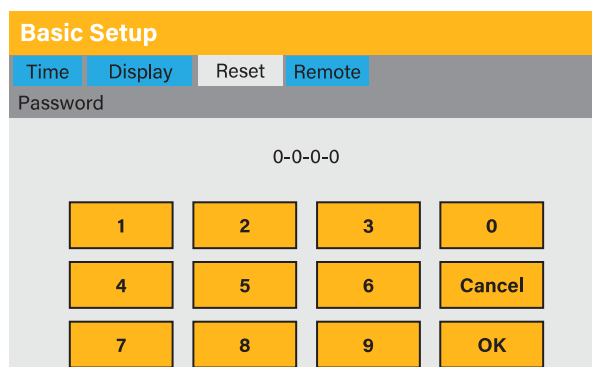 Basic Setup
Time Display Reset Remote
Password
0-0-0-0
1 2 3 0
4 5 6 Cancel
7 8 9 OK